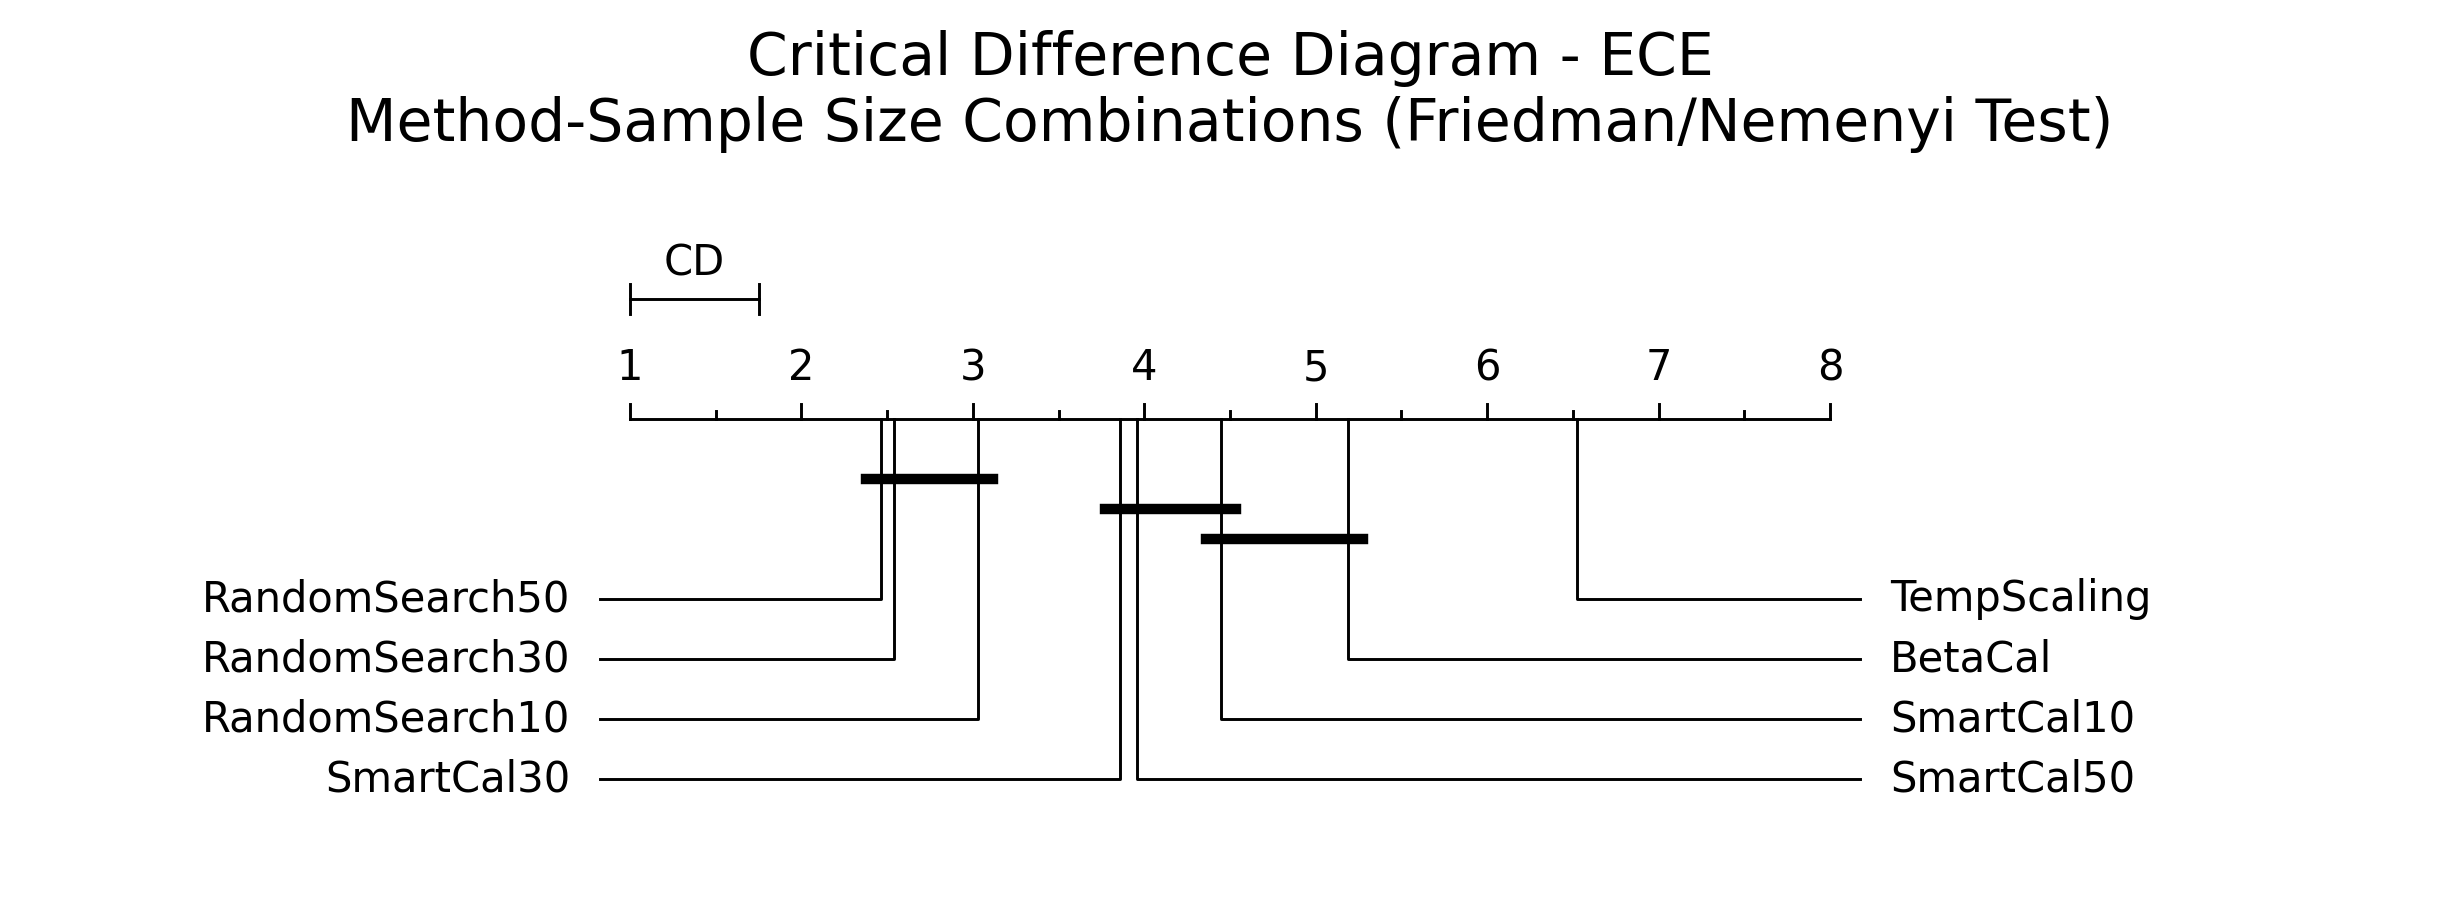 Critical Difference Diagram - ECE
Method-Sample Size Combinations (Friedman/Nemenyi Test)
CD
1 2 3 4 5 6 7 8
RandomSearch50
RandomSearch30
RandomSearch10
SmartCal30
TempScaling
BetaCal
SmartCal10
SmartCal50